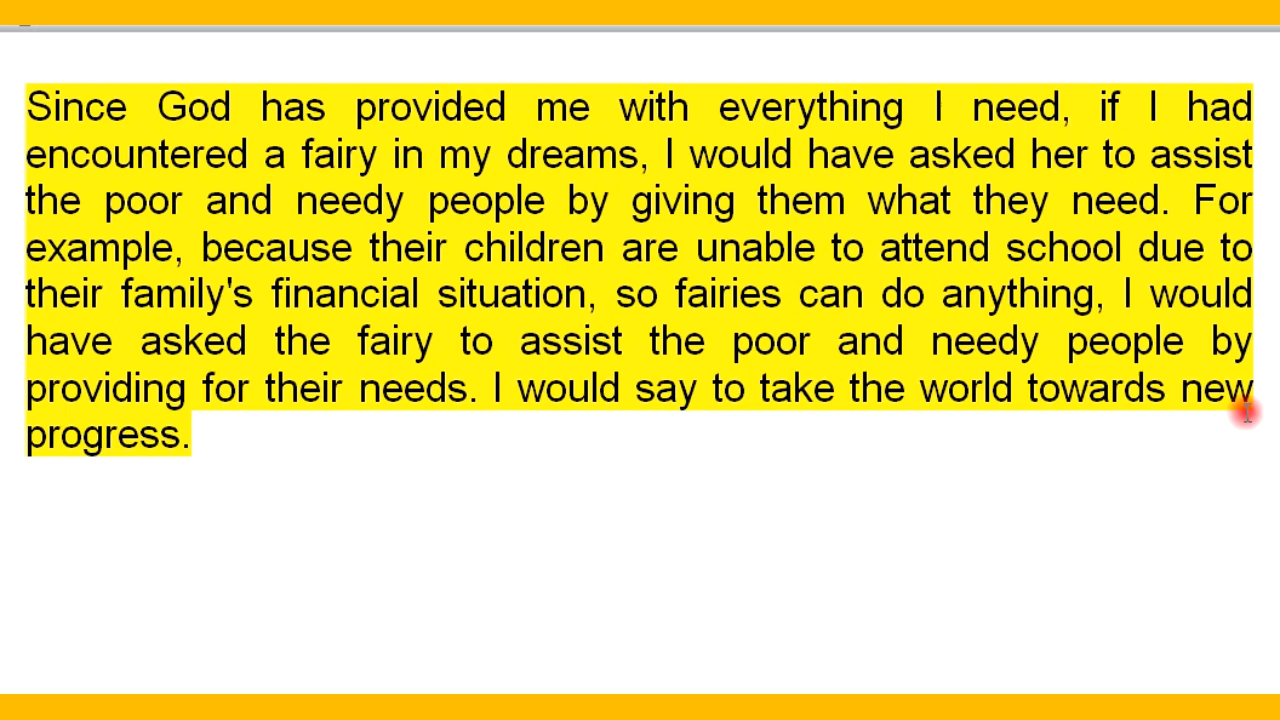 Since God has provided me with everything I need, if I had
encountered a fairy in my dreams, I would have asked her to assist
the poor and needy people by giving them what they need. For
example, because their children are unable to attend school due to
their family's financial situation, so fairies can do anything, I would
have asked the fairy to assist the poor and needy people by
providing for their needs. I would say to take the world towards new
progress.